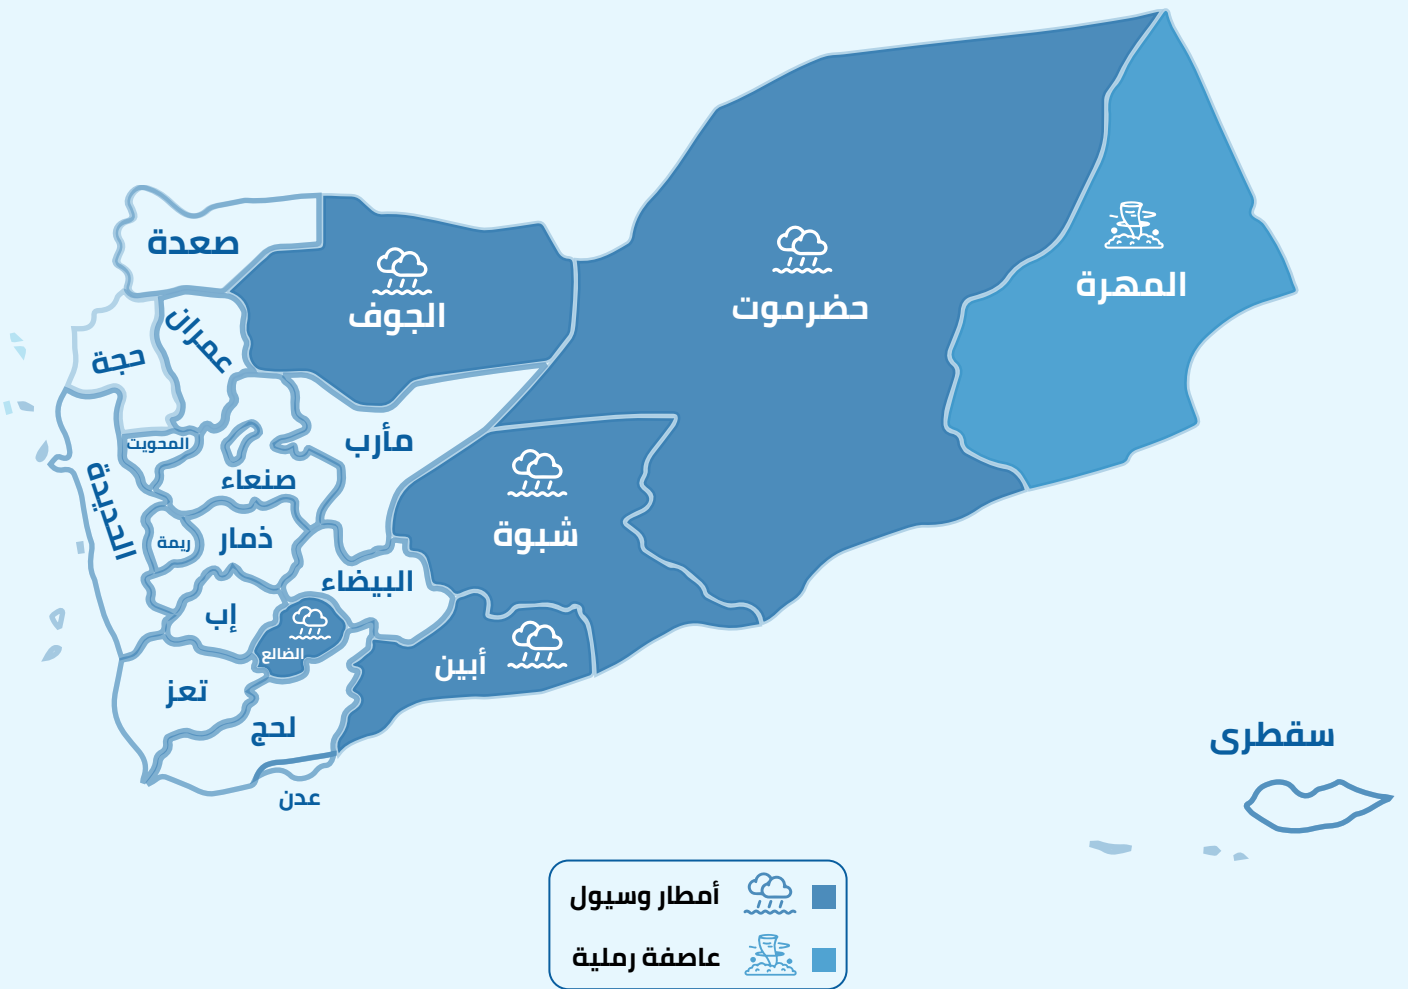 صعدة
الجوف
حضرموت
المهرة
عمران
حجة
مأرب
المحويت
صنعاء
الحديدة
شبوة
ذمار
ريمة
البيضاء
إب
الضالع
أبين
تعز
لحج
عدن
سقطرى
أمطار وسيول
عاصفة رملية